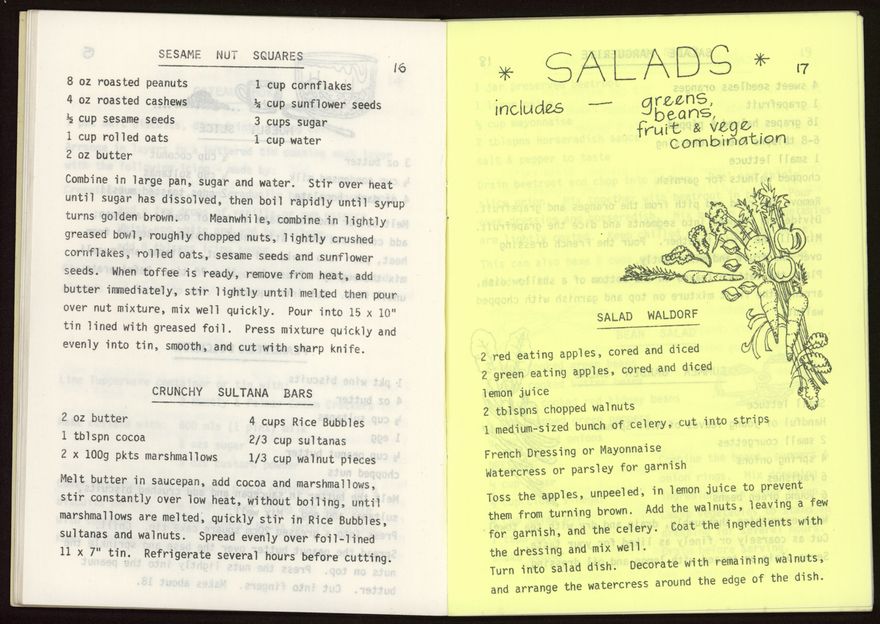 SESAME NUT SQUARES
16
8 oz roasted peanuts
4 oz roasted cashews
½ cup sesame seeds
1 cup rolled oats
2 oz butter
1 cup cornflakes
½ cup sunflower seeds
3 cups sugar
1 cup water
Combine in large pan, sugar and water. Stir over heat
until sugar has dissolved, then boil rapidly until syrup
turns golden brown. Meanwhile, combine in lightly
greased bowl, roughly chopped nuts, lightly crushed
cornflakes, rolled oats, sesame seeds and sunflower
seeds. When toffee is ready, remove from heat, add
butter immediately, stir lightly until melted then pour
over nut mixture, mix well quickly. Pour into 15 x 10"
tin lined with greased foil. Press mixture quickly and
evenly into tin, smooth, and cut with sharp knife.
CRUNCHY SULTANA BARS
2 oz butter
1 tblspn cocoa
2 x 100g pkts marshmallows
4 cups Rice Bubbles
2/3 cup sultanas
1/3 cup walnut pieces
Melt butter in saucepan, add cocoa and marshmallows,
stir constantly over low heat, without boiling, until
marshmallows are melted, quickly stir in Rice Bubbles,
sultanas and walnuts. Spread evenly over foil-lined
11 x 7" tin. Refrigerate several hours before cutting.
* SALADS *
17
includes — greens,
beans,
fruit & vege
combination
SALAD WALDORF
2 red eating apples, cored and diced
2 green eating apples, cored and diced
lemon juice
2 tblspns chopped walnuts
1 medium-sized bunch of celery, cut into strips
French Dressing or Mayonnaise
Watercress or parsley for garnish
Toss the apples, unpeeled, in lemon juice to prevent
them from turning brown. Add the walnuts, leaving a few
for garnish, and the celery. Coat the ingredients with
the dressing and mix well.
Turn into salad dish. Decorate with remaining walnuts,
and arrange the watercress around the edge of the dish.